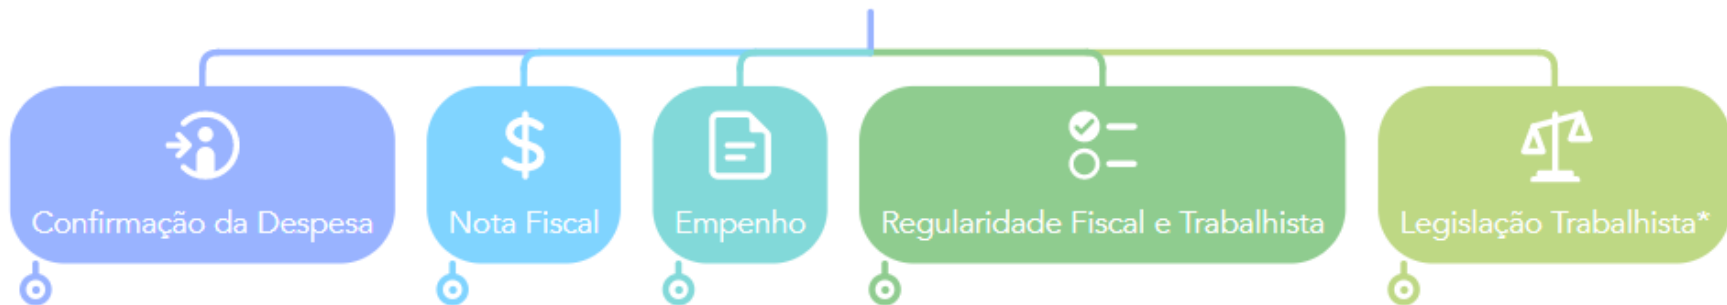 Confirmação da Despesa
Nota Fiscal
Empenho
Regularidade Fiscal e Trabalhista
Legislação Trabalhista*